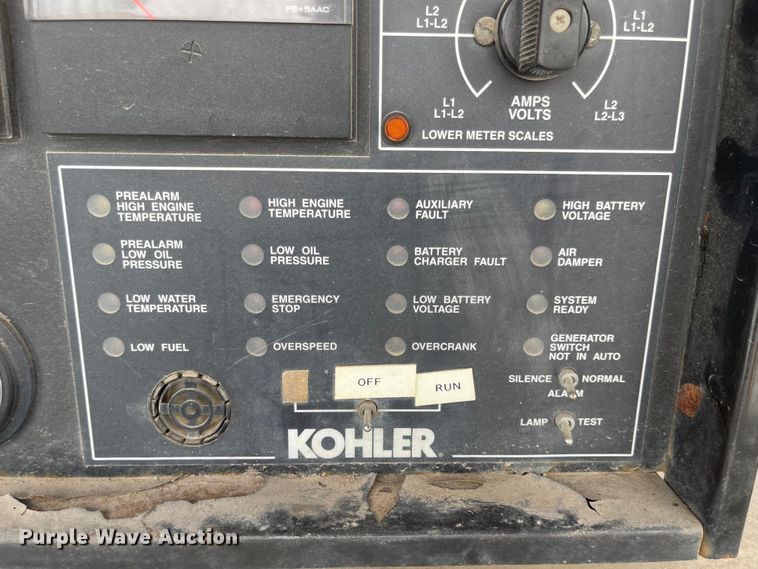 FS=5AAC
L2
L1-L2
L1
L1-L2
L1
L1-L2
AMPS
VOLTS
L2
L2-L3
LOWER METER SCALES
PREALARM
HIGH ENGINE
TEMPERATURE
HIGH ENGINE
TEMPERATURE
AUXILIARY
FAULT
HIGH BATTERY
VOLTAGE
PREALARM
LOW OIL
PRESSURE
LOW OIL
PRESSURE
BATTERY
CHARGER FAULT
AIR
DAMPER
LOW WATER
TEMPERATURE
EMERGENCY
STOP
LOW BATTERY
VOLTAGE
SYSTEM
READY
LOW FUEL
OVERSPEED
OVERCRANK
GENERATOR
SWITCH
NOT IN AUTO
OFF
RUN
SILENCE NORMAL
ALARM
LAMP TEST
KOHLER®
Purple Wave Auction